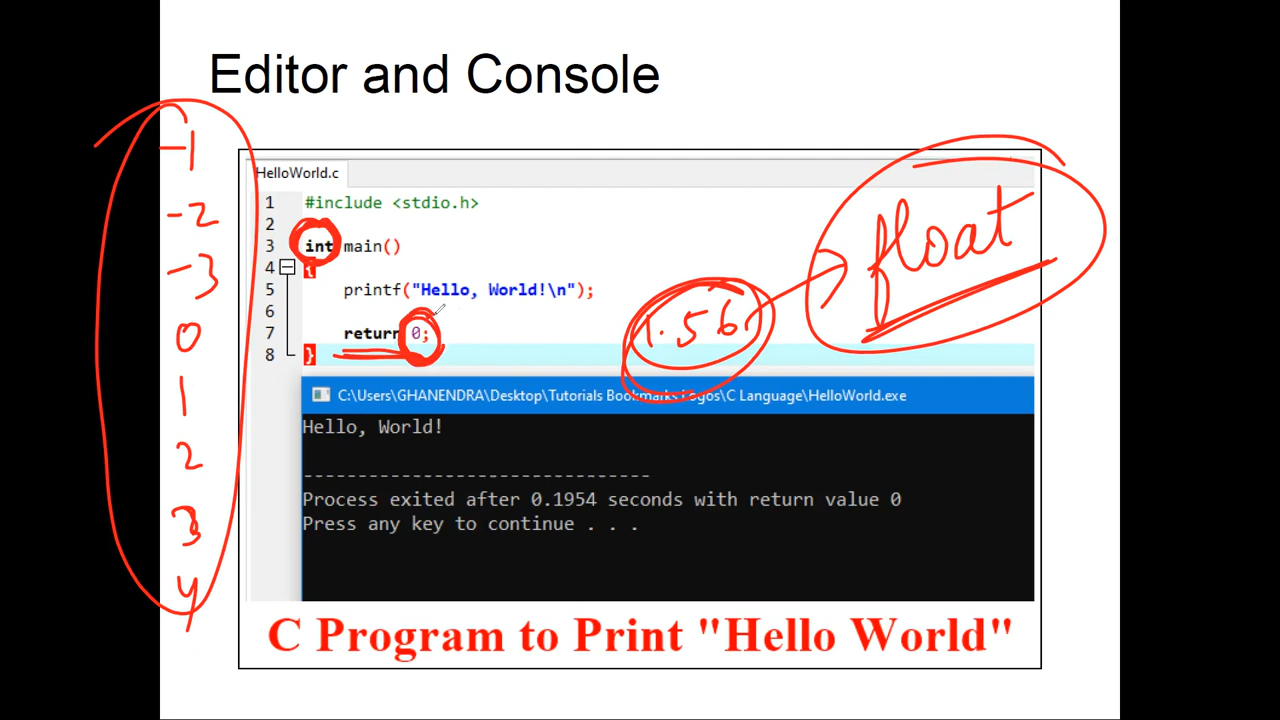 Editor and Console
-1
-2
-3
0
1
2
3
4
HelloWorld.c
1 #include <stdio.h>
2
3 int main()
4 {
5 printf("Hello, World!\n");
6
7 return 0;
8 }
1.56
float
C:\Users\GHANENDRA\Desktop\Tutorials Bookmarks Logos\C Language\HelloWorld.exe
Hello, World!
--------------------------------
Process exited after 0.1954 seconds with return value 0
Press any key to continue . . .
C Program to Print "Hello World"